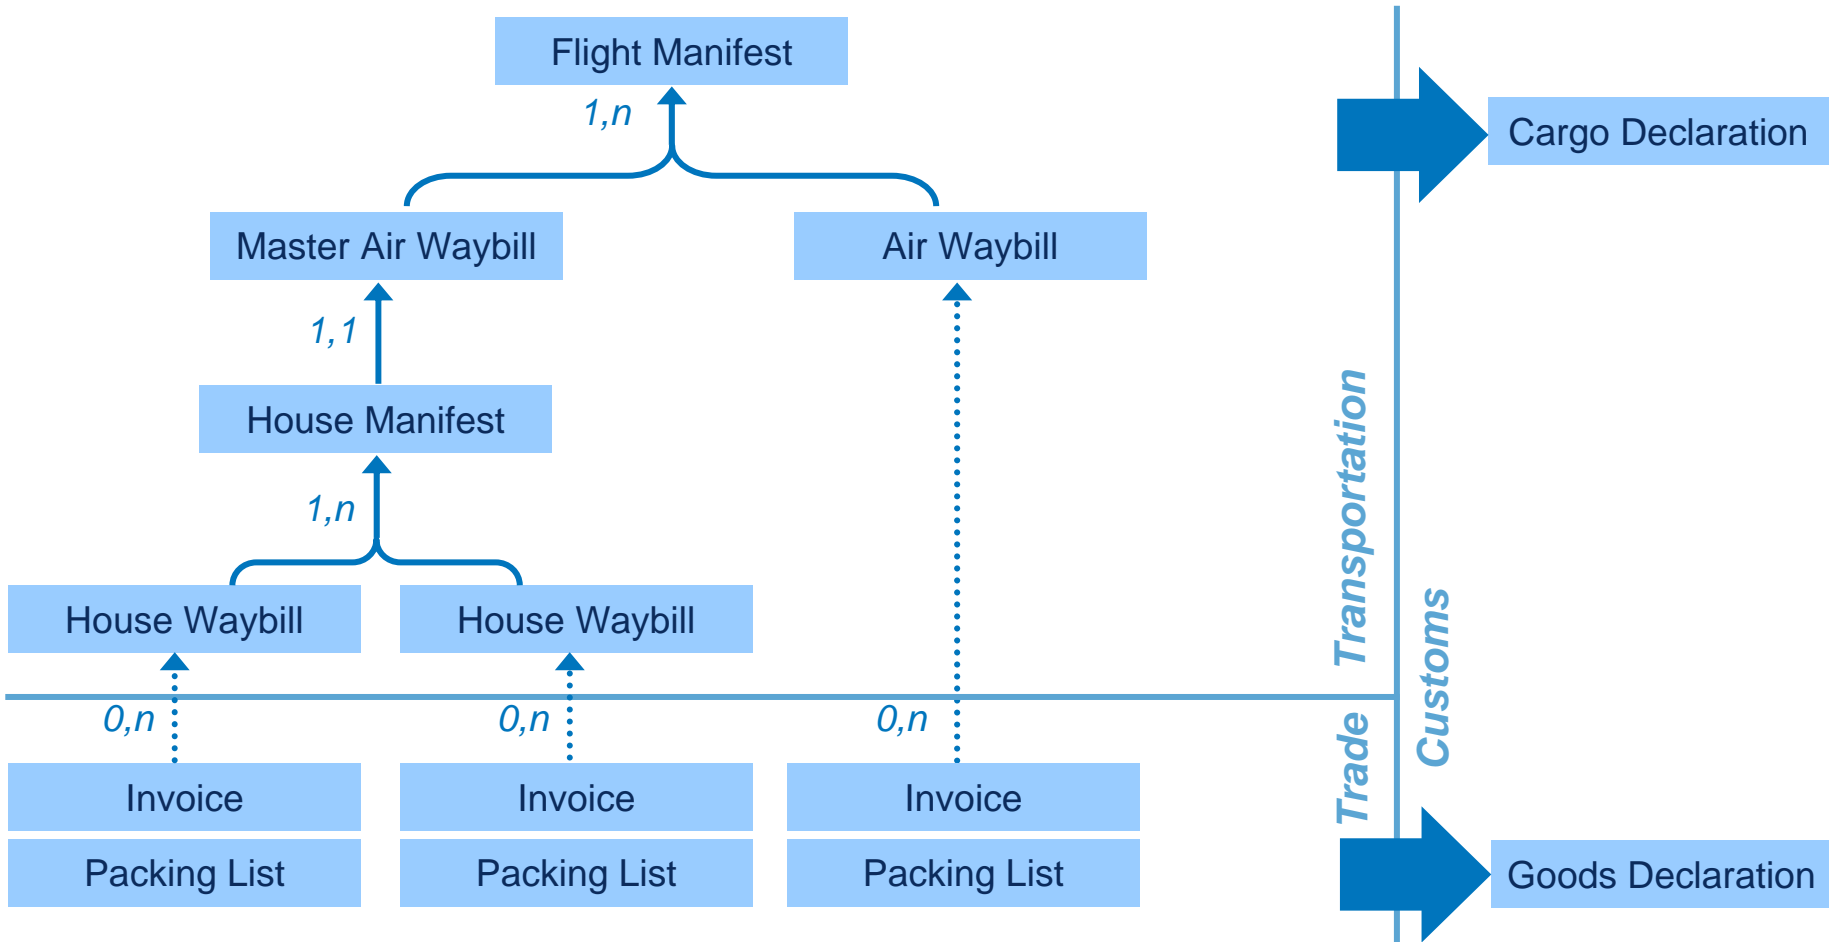 Flight Manifest
1,n
Cargo Declaration
Master Air Waybill
Air Waybill
1,1
House Manifest
1,n
Transportation
Customs
House Waybill
House Waybill
0,n
0,n
0,n
Trade
Invoice
Invoice
Invoice
Packing List
Packing List
Packing List
Goods Declaration